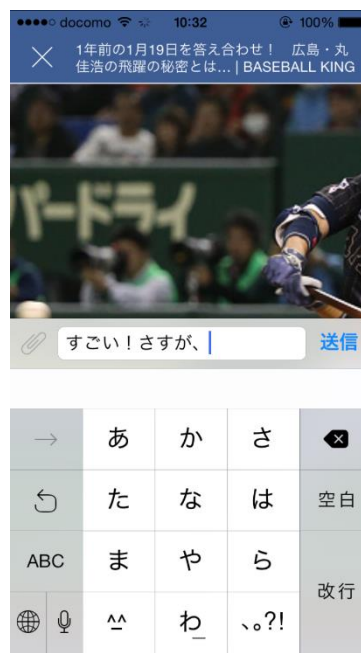 docomo 10:32 100%
1年前の1月19日を答え合わせ！ 広島・丸
佳浩の飛躍の秘密とは... | BASEBALL KING
パードライ
すごい！さすが、 送信
→ あ か さ
た な は 空白
ABC ま や ら
改行
^^ わ_ 、。?!